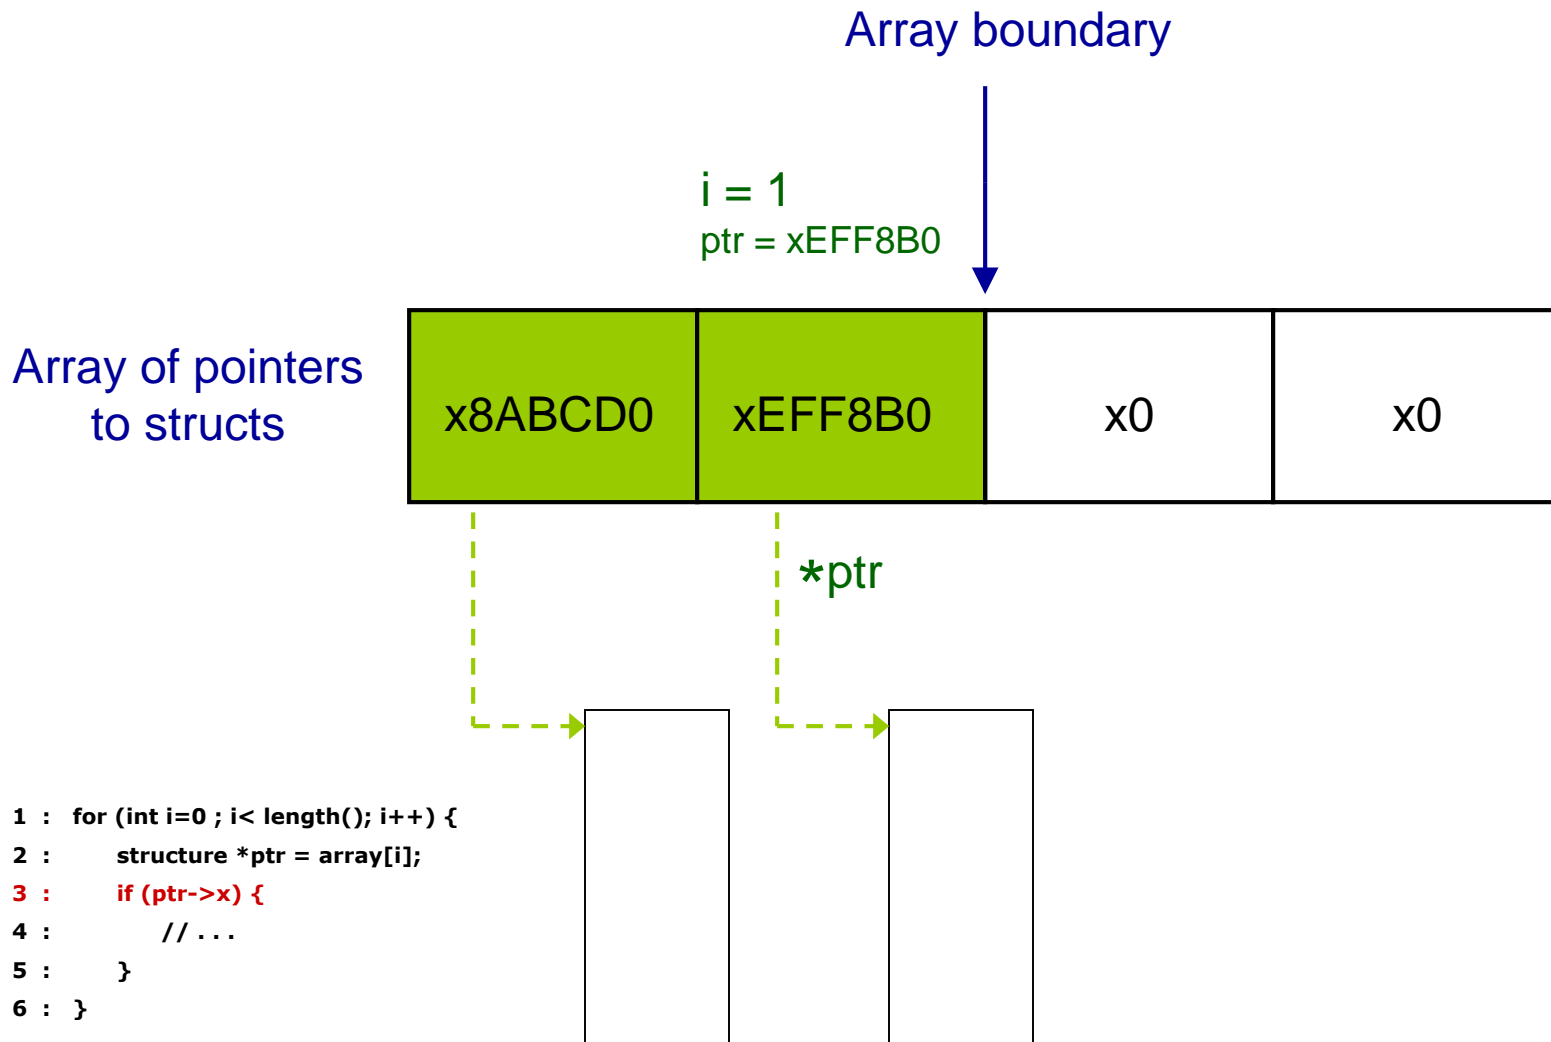 Array boundary
i = 1
ptr = xEFF8B0
Array of pointers
to structs
x8ABCD0 xEFF8B0 x0 x0
*ptr
1 : for (int i=0 ; i< length(); i++) {
2 : structure *ptr = array[i];
3 : if (ptr->x) {
4 : // . . .
5 : }
6 : }